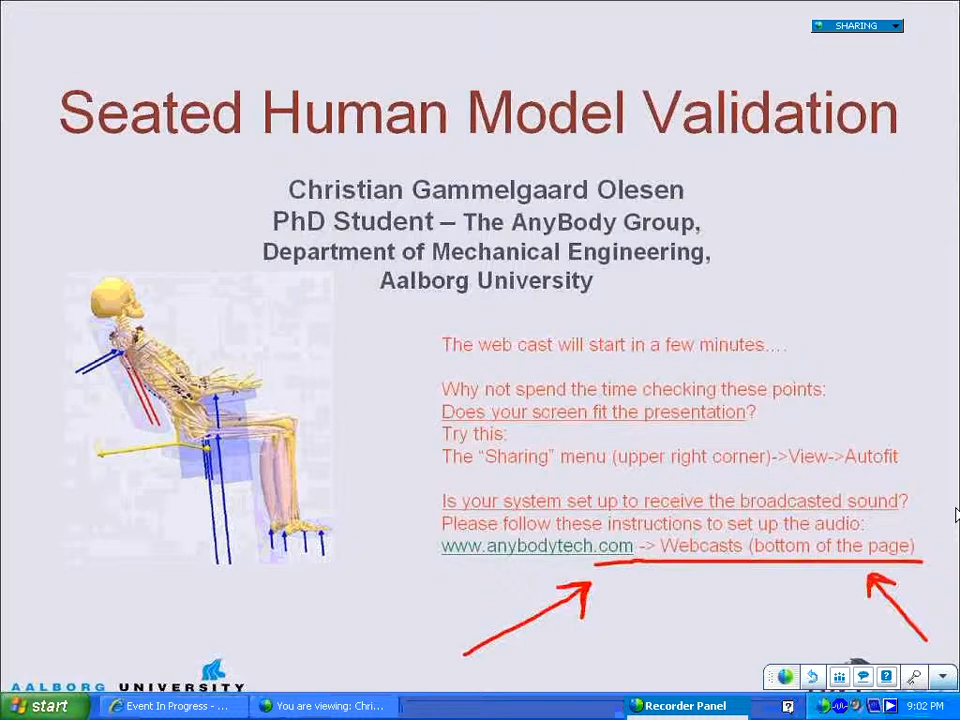 SHARING
Seated Human Model Validation
Christian Gammelgaard Olesen
PhD Student – The AnyBody Group,
Department of Mechanical Engineering,
Aalborg University
The web cast will start in a few minutes….
Why not spend the time checking these points:
Does your screen fit the presentation?
Try this:
The “Sharing” menu (upper right corner)->View->Autofit
Is your system set up to receive the broadcasted sound?
Please follow these instructions to set up the audio:
www.anybodytech.com -> Webcasts (bottom of the page)
AALBORG UNIVERSITY
start
Event In Progress - ...
You are viewing: Chri...
Recorder Panel
9:02 PM